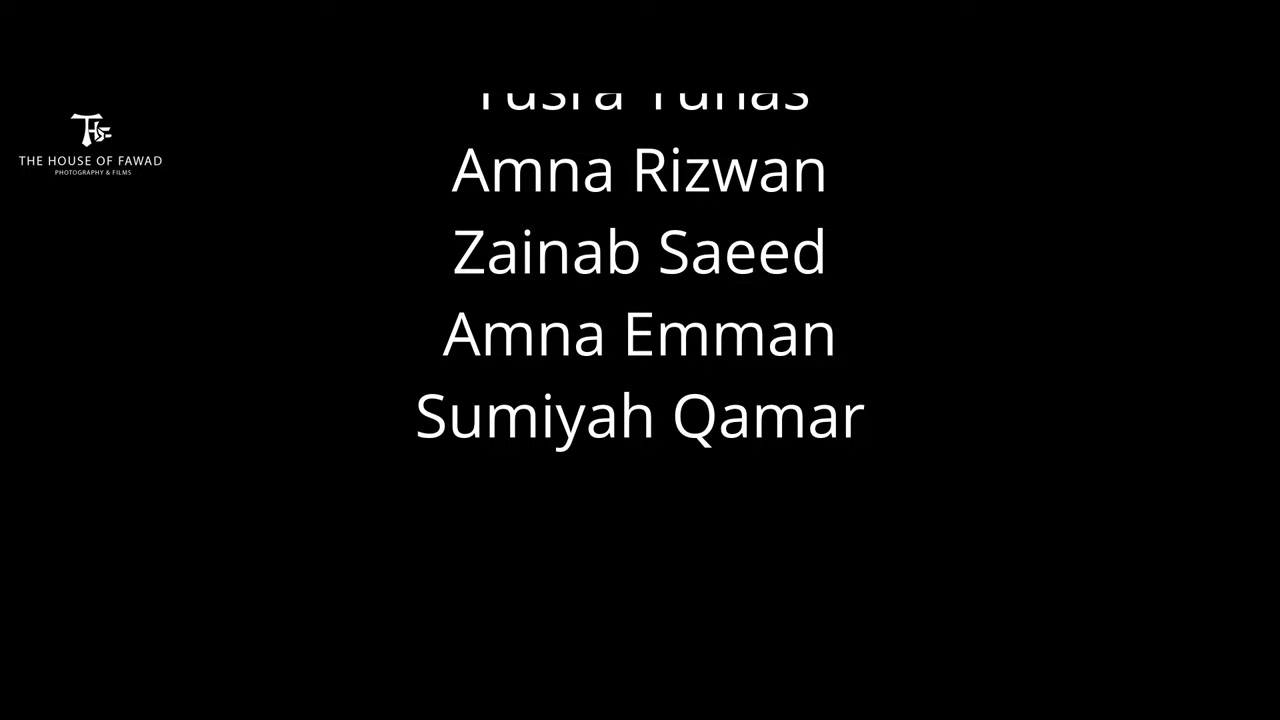 THE HOUSE OF FAWAD
PHOTOGRAPHY & FILMS
Amna Rizwan
Zainab Saeed
Amna Emman
Sumiyah Qamar